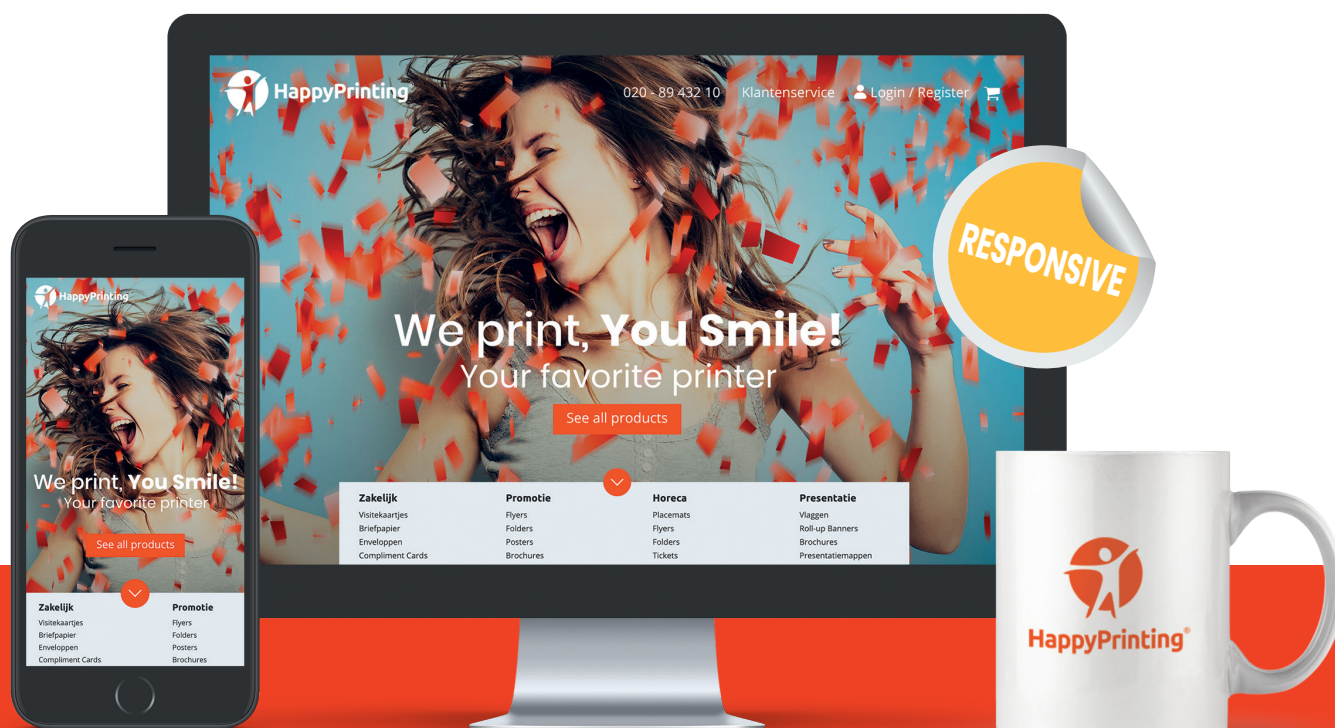 HappyPrinting
020 - 89 432 10 Klantenservice Login / Register
We print, You Smile!
Your favorite printer
See all products
Zakelijk
Visitekaartjes
Briefpapier
Enveloppen
Compliment Cards
Promotie
Flyers
Folders
Posters
Brochures
Horeca
Placemats
Flyers
Folders
Tickets
Presentatie
Vlaggen
Roll-up Banners
Brochures
Presentatiemappen
RESPONSIVE
HappyPrinting
We print, You Smile!
Your favorite printer
See all products
Zakelijk
Visitekaartjes
Briefpapier
Enveloppen
Compliment Cards
Promotie
Flyers
Folders
Posters
Brochures
HappyPrinting®